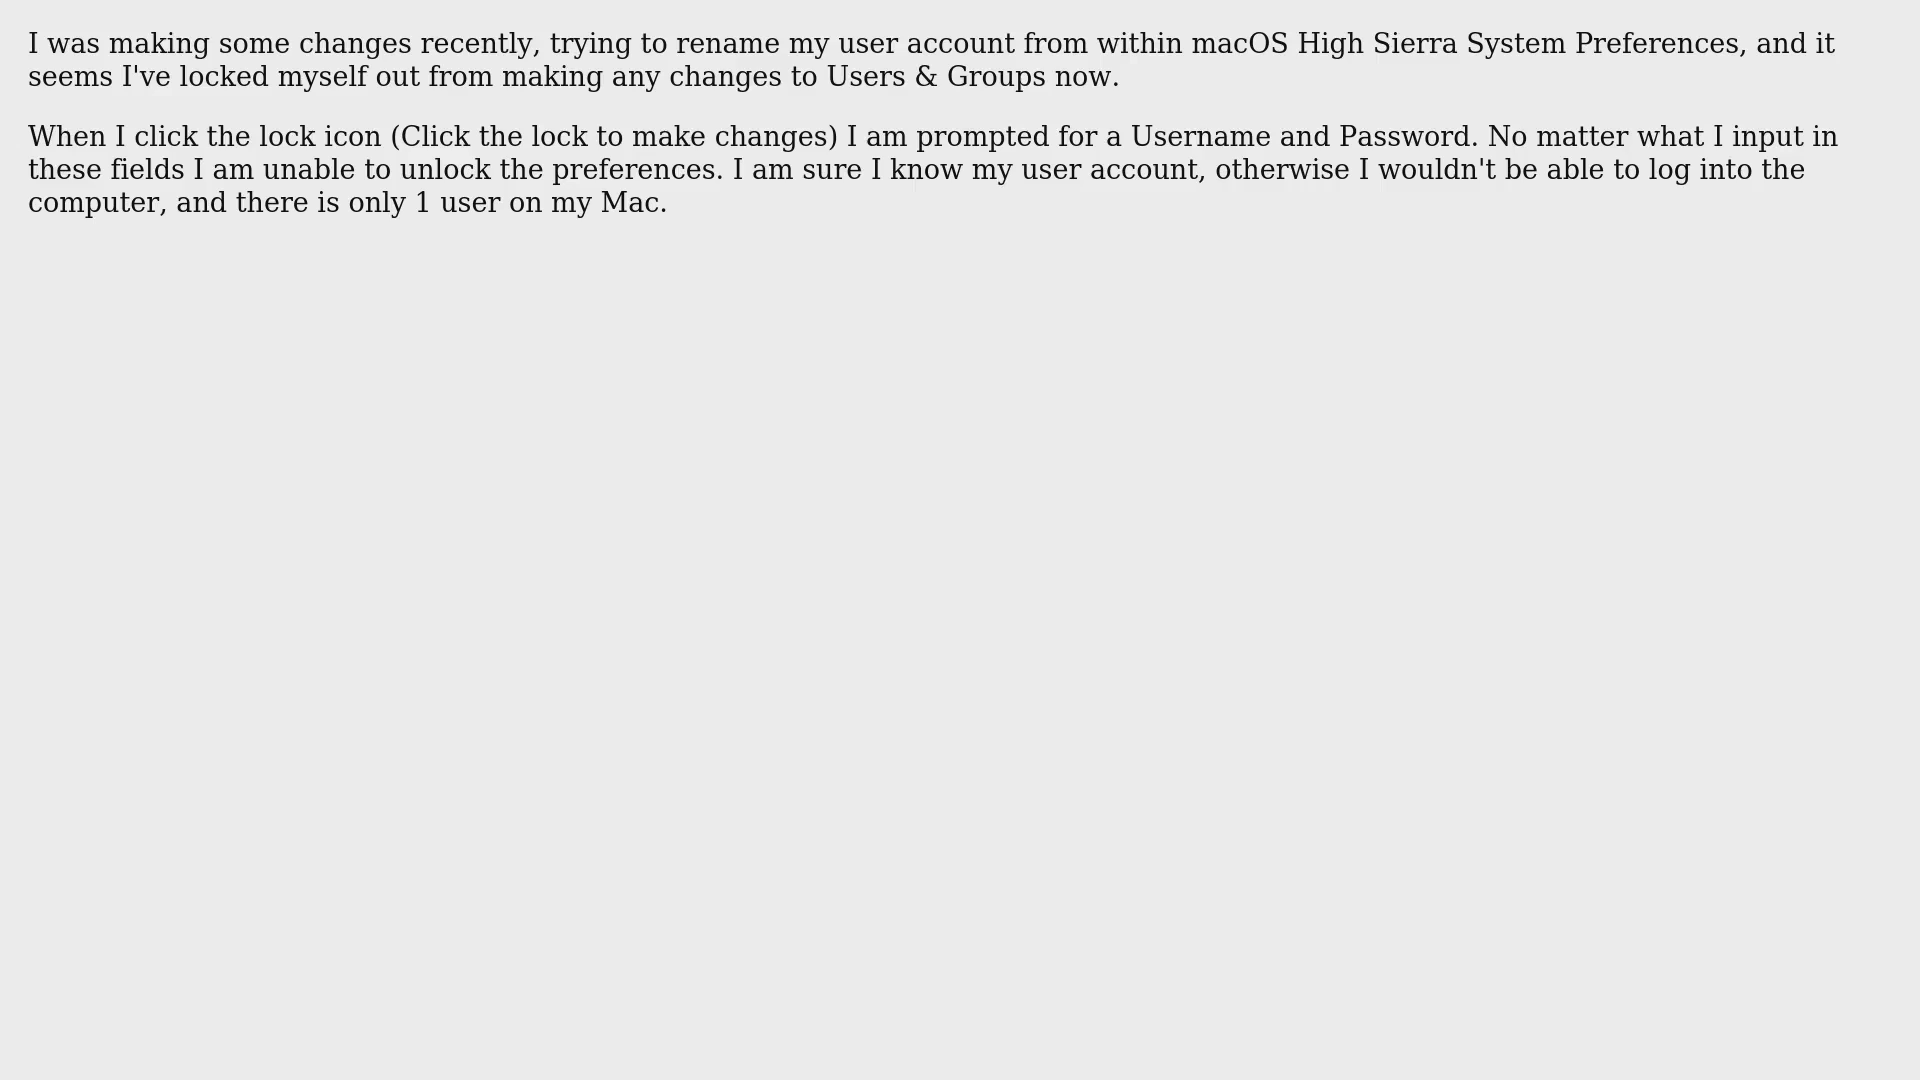 I was making some changes recently, trying to rename my user account from within macOS High Sierra System Preferences, and it
seems I've locked myself out from making any changes to Users & Groups now.
When I click the lock icon (Click the lock to make changes) I am prompted for a Username and Password. No matter what I input in
these fields I am unable to unlock the preferences. I am sure I know my user account, otherwise I wouldn't be able to log into the
computer, and there is only 1 user on my Mac.